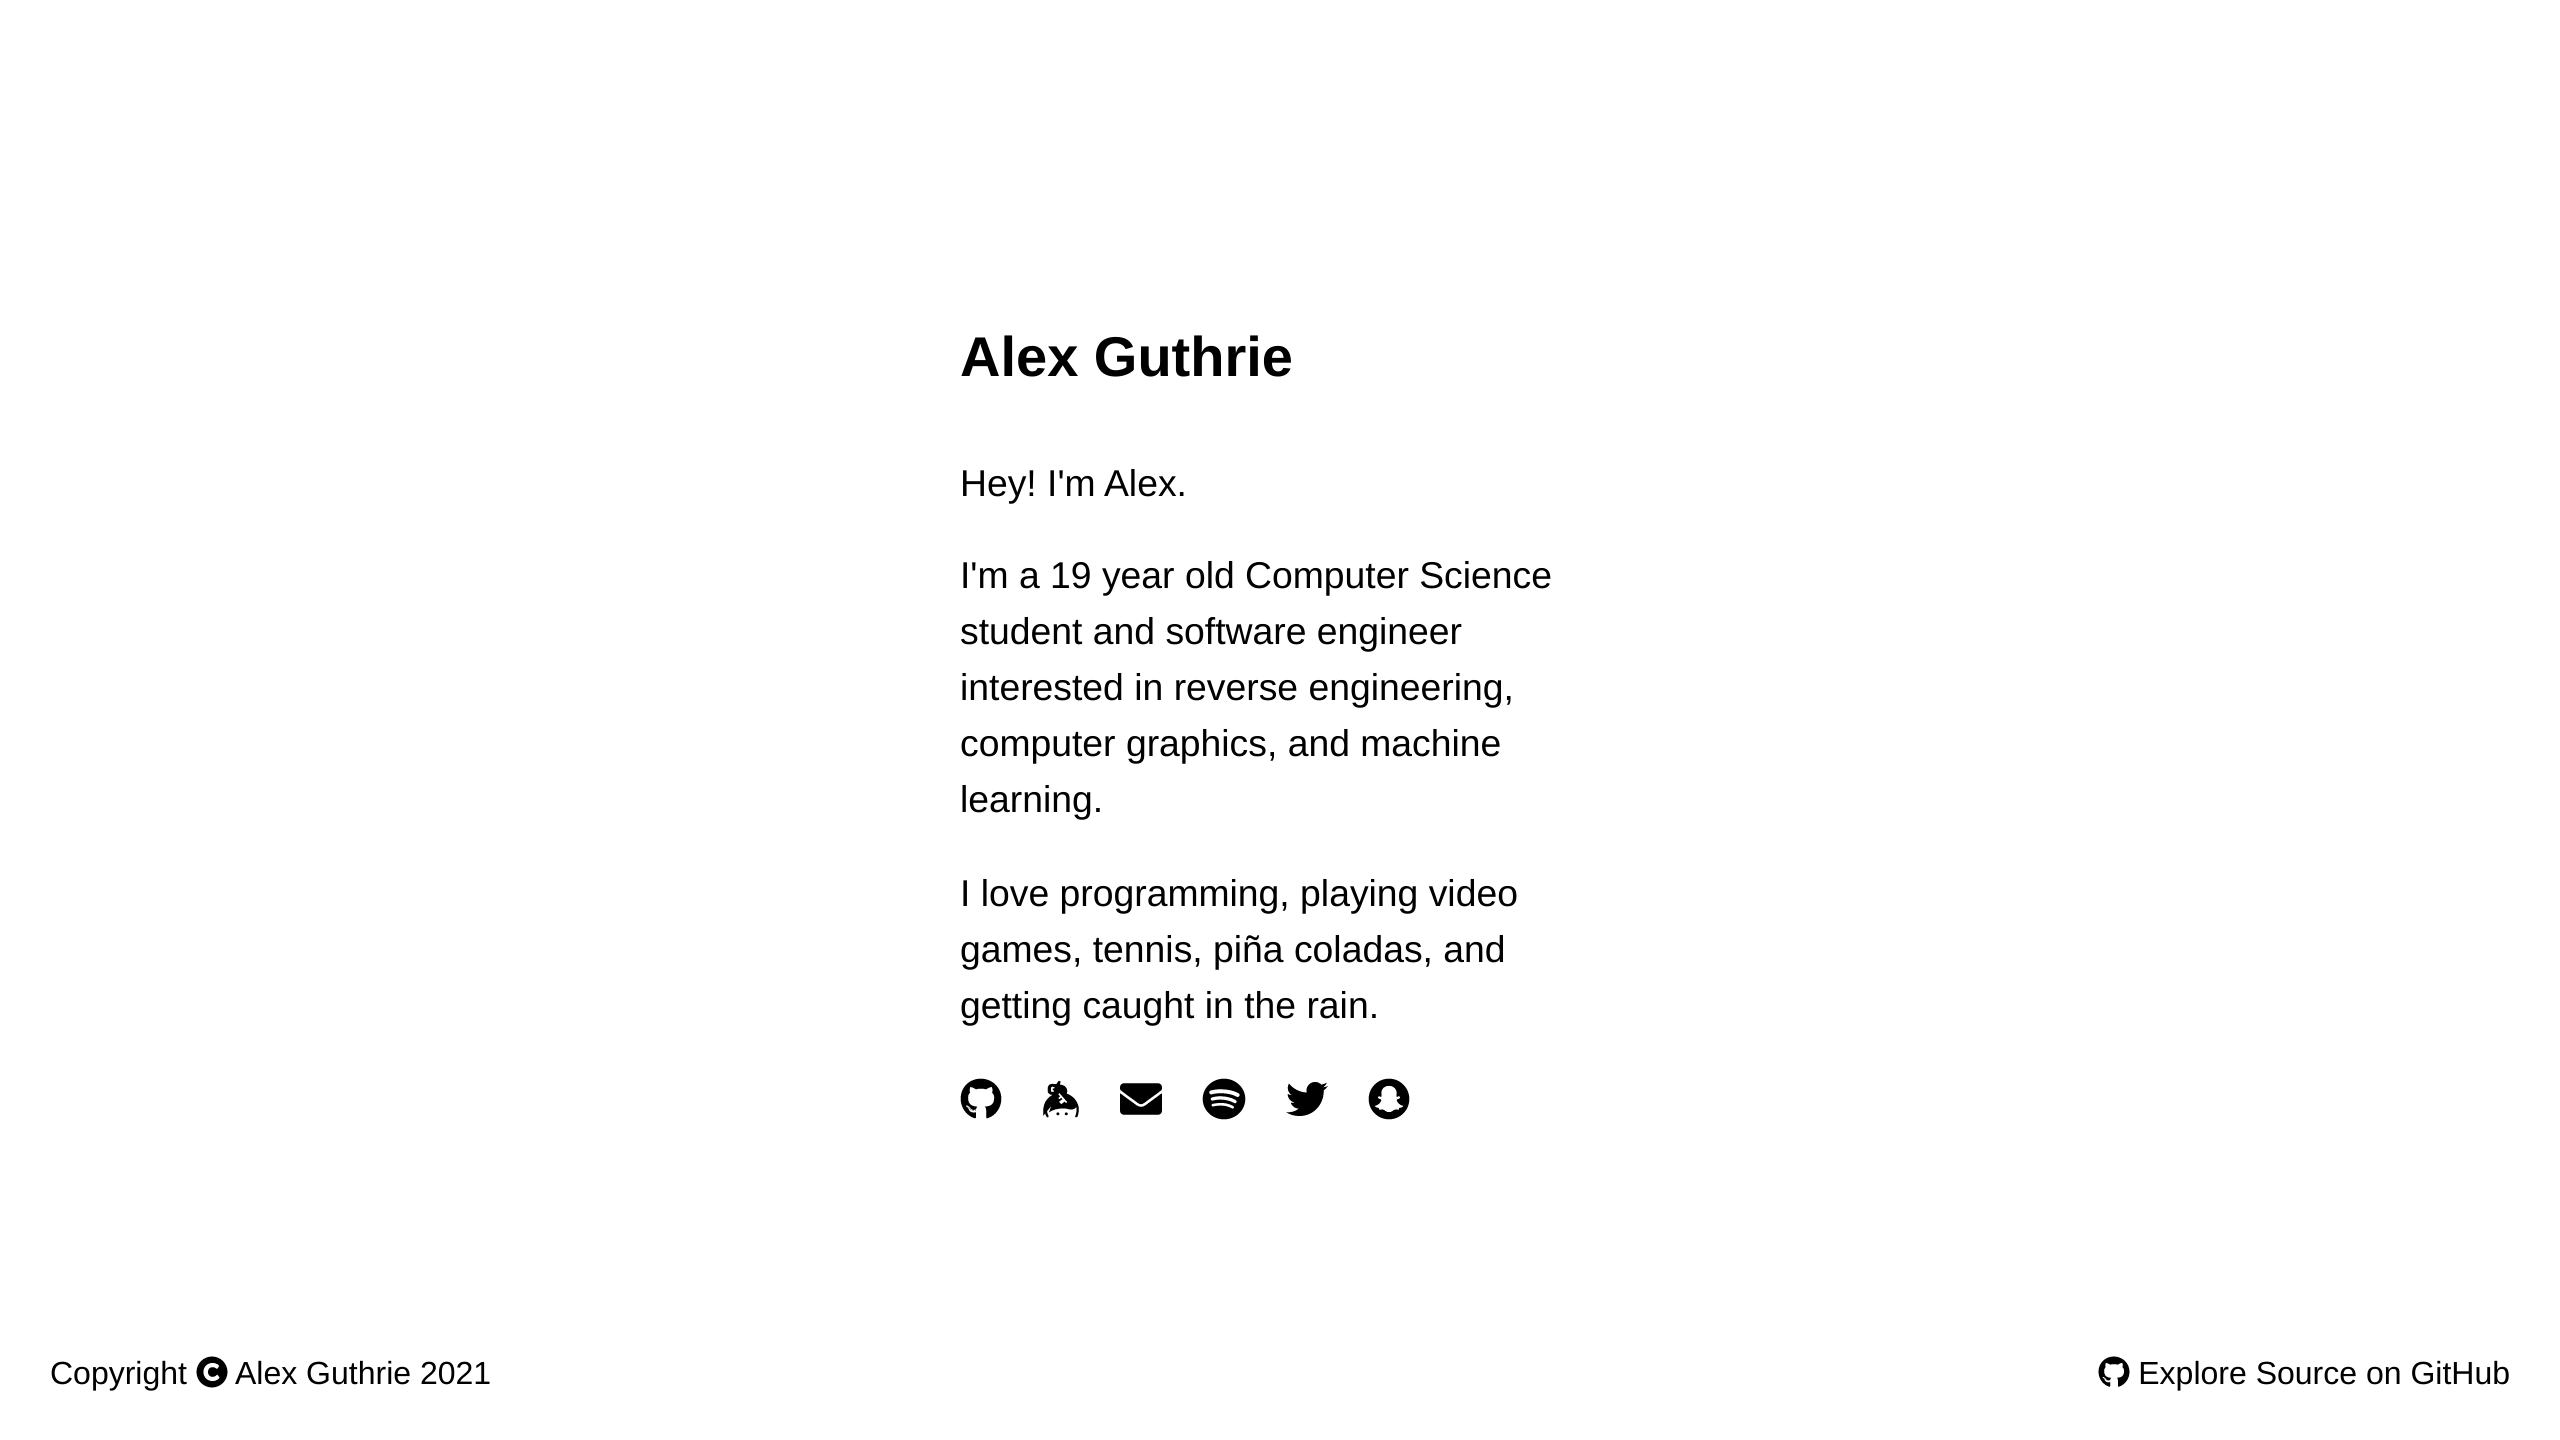 Alex Guthrie
Hey! I'm Alex.
I'm a 19 year old Computer Science
student and software engineer
interested in reverse engineering,
computer graphics, and machine
learning.
I love programming, playing video
games, tennis, piña coladas, and
getting caught in the rain.
Copyright © Alex Guthrie 2021
Explore Source on GitHub